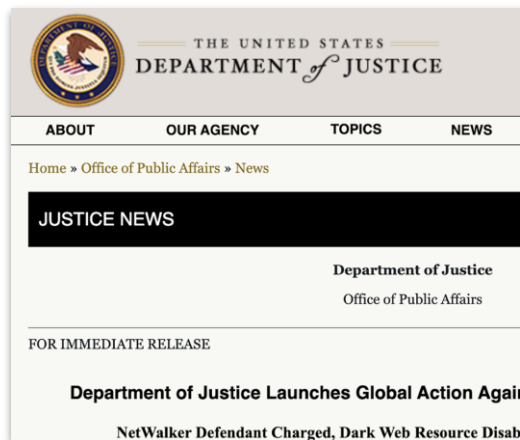 THE UNITED STATES
DEPARTMENT of JUSTICE
ABOUT OUR AGENCY TOPICS NEWS
Home » Office of Public Affairs » News
JUSTICE NEWS
Department of Justice
Office of Public Affairs
FOR IMMEDIATE RELEASE
Department of Justice Launches Global Action Again
NetWalker Defendant Charged, Dark Web Resource Disab